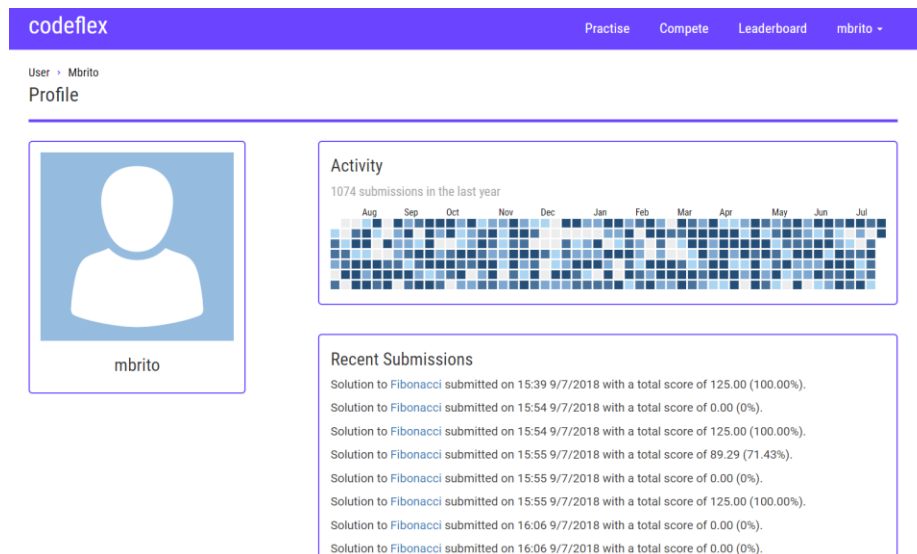 codeflex
Practise Compete Leaderboard mbrito
User › Mbrito
Profile
mbrito
Activity
1074 submissions in the last year
Aug Sep Oct Nov Dec Jan Feb Mar Apr May Jun Jul
Recent Submissions
Solution to Fibonacci submitted on 15:39 9/7/2018 with a total score of 125.00 (100.00%).
Solution to Fibonacci submitted on 15:54 9/7/2018 with a total score of 0.00 (0%).
Solution to Fibonacci submitted on 15:54 9/7/2018 with a total score of 125.00 (100.00%).
Solution to Fibonacci submitted on 15:55 9/7/2018 with a total score of 89.29 (71.43%).
Solution to Fibonacci submitted on 15:55 9/7/2018 with a total score of 0.00 (0%).
Solution to Fibonacci submitted on 15:55 9/7/2018 with a total score of 125.00 (100.00%).
Solution to Fibonacci submitted on 16:06 9/7/2018 with a total score of 0.00 (0%).
Solution to Fibonacci submitted on 16:06 9/7/2018 with a total score of 0.00 (0%).